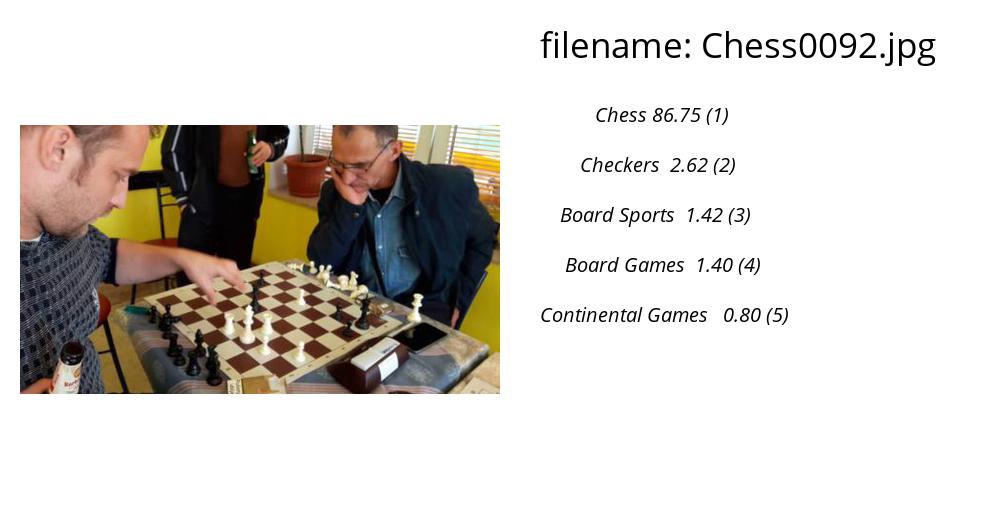 filename: Chess0092.jpg
Chess 86.75 (1)
Checkers 2.62 (2)
Board Sports 1.42 (3)
Board Games 1.40 (4)
Continental Games 0.80 (5)